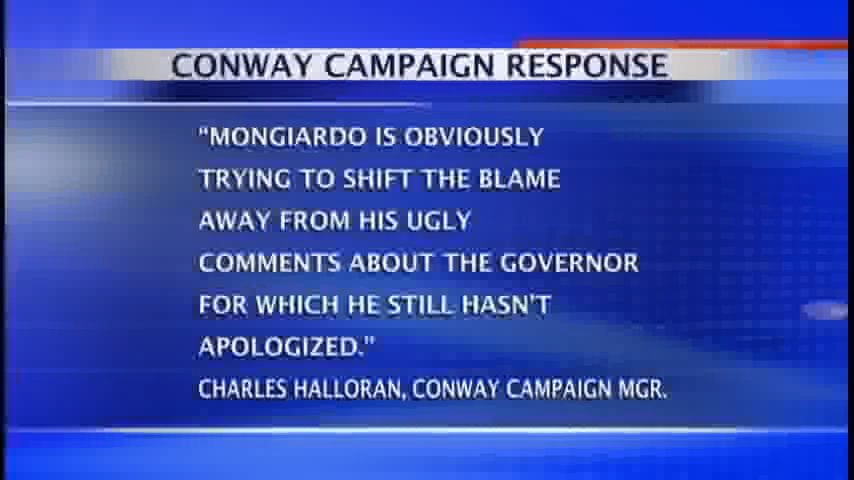 CONWAY CAMPAIGN RESPONSE
“MONGIARDO IS OBVIOUSLY
TRYING TO SHIFT THE BLAME
AWAY FROM HIS UGLY
COMMENTS ABOUT THE GOVERNOR
FOR WHICH HE STILL HASN'T
APOLOGIZED.”
CHARLES HALLORAN, CONWAY CAMPAIGN MGR.